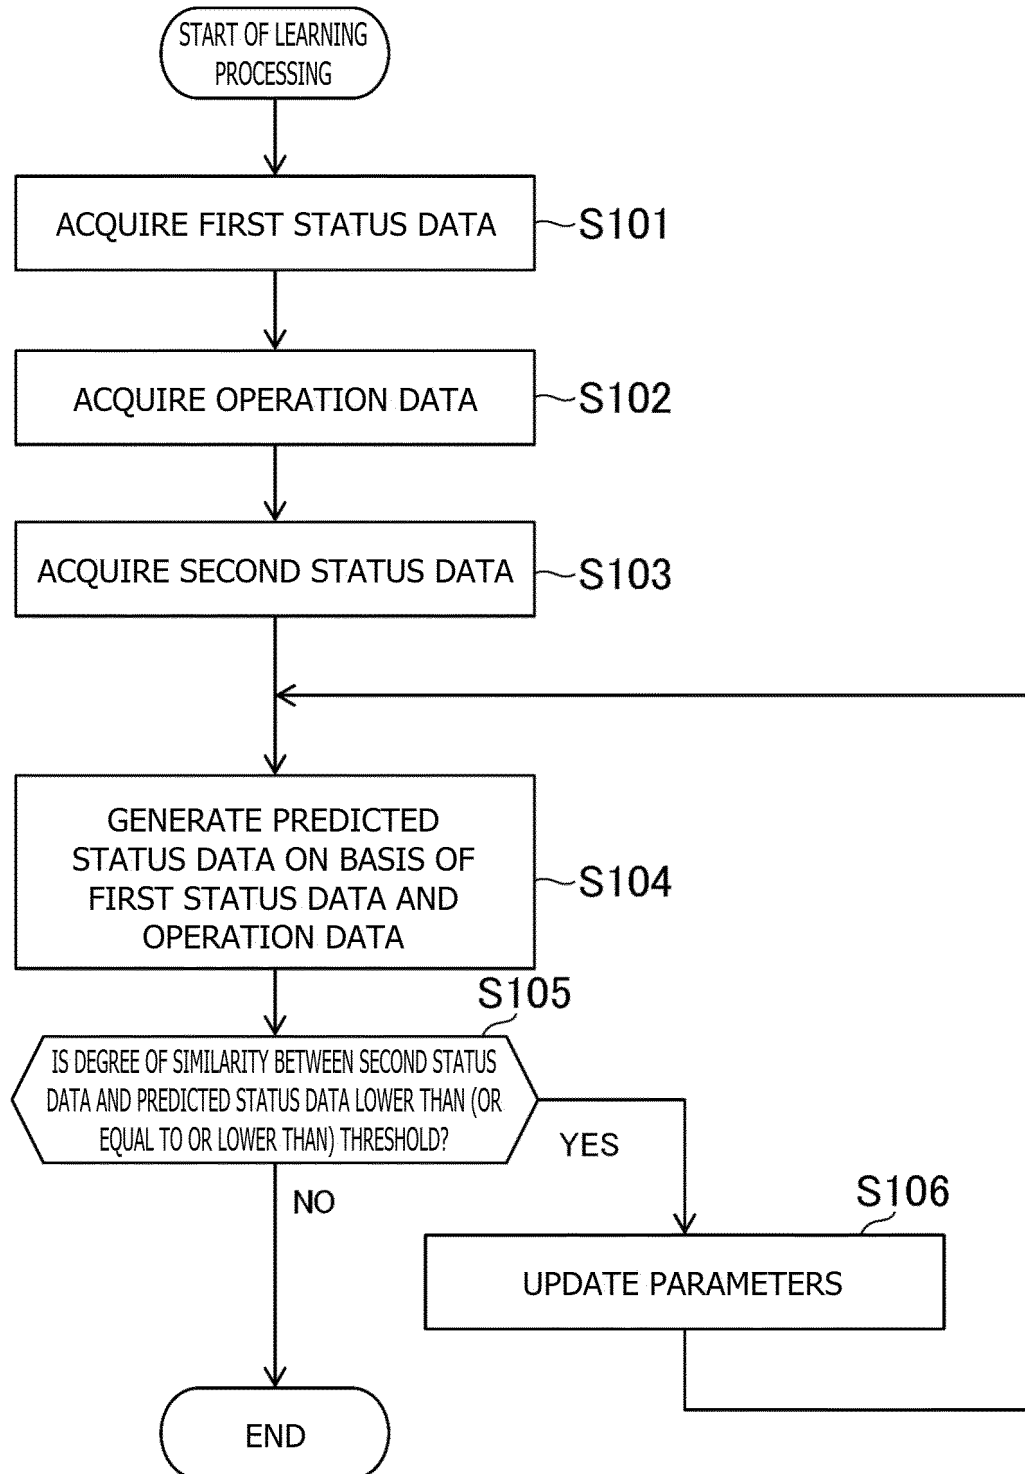 START OF LEARNING
PROCESSING
ACQUIRE FIRST STATUS DATA
S101
ACQUIRE OPERATION DATA
S102
ACQUIRE SECOND STATUS DATA
S103
GENERATE PREDICTED
STATUS DATA ON BASIS OF
FIRST STATUS DATA AND
OPERATION DATA
S104
S105
IS DEGREE OF SIMILARITY BETWEEN SECOND STATUS
DATA AND PREDICTED STATUS DATA LOWER THAN (OR
EQUAL TO OR LOWER THAN) THRESHOLD?
YES
NO
S106
UPDATE PARAMETERS
END